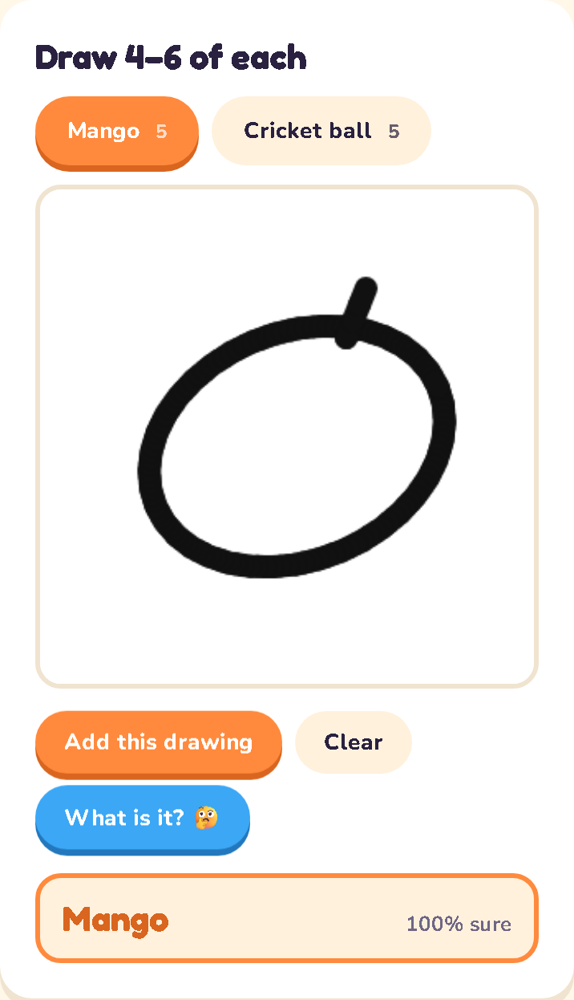 Draw 4–6 of each
Mango 5 Cricket ball 5
Add this drawing Clear
What is it? 🤔
Mango 100% sure